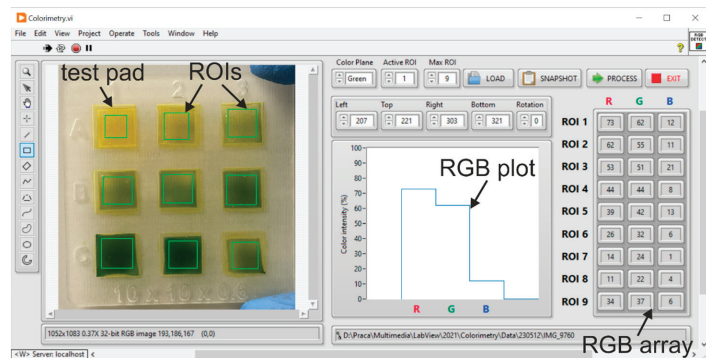 Colorimetry.vi
File Edit View Project Operate Tools Window Help
RGB
DETECT
test pad
ROIs
1 2 3
A
B
C
10 x 10 x 0.5
Color Plane Active ROI Max ROI
Green 1 9 LOAD SNAPSHOT PROCESS EXIT
Left Top Right Bottom Rotation
207 221 303 321 0
R G B
ROI 1 73 62 12
ROI 2 62 55 11
ROI 3 53 51 21
ROI 4 44 44 8
ROI 5 39 42 13
ROI 6 26 32 6
ROI 7 14 24 1
ROI 8 11 22 4
ROI 9 34 37 6
RGB plot
Color intensity (%)
100
90
80
70
60
50
40
30
20
10
0
R G B
RGB array
1052x1083 0.37X 32-bit RGB image 193,186,167 (0,0)
D:\Praca\Multimedia\LabView\2021\Colorimetry\Data\230512\IMG_9760
<W> Server: localhost